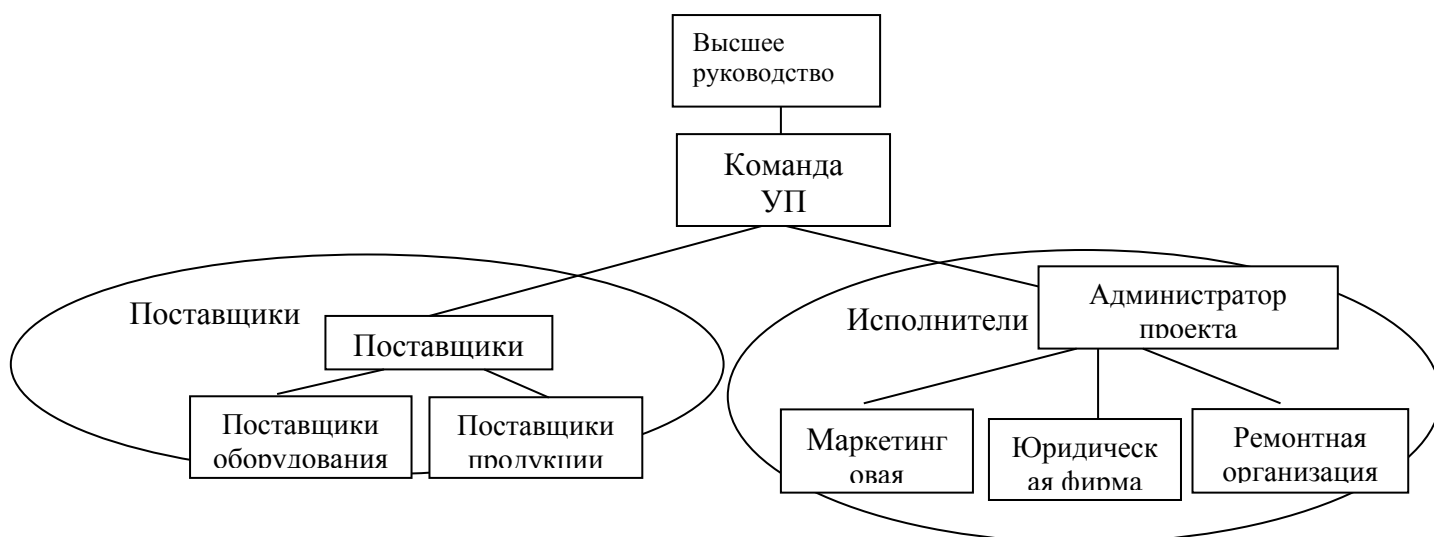 Высшее
руководство
Команда
УП
Поставщики
Поставщики
Поставщики
оборудования
Поставщики
продукции
Исполнители
Администратор
проекта
Маркетинг
овая
Юридическ
ая фирма
Ремонтная
организация